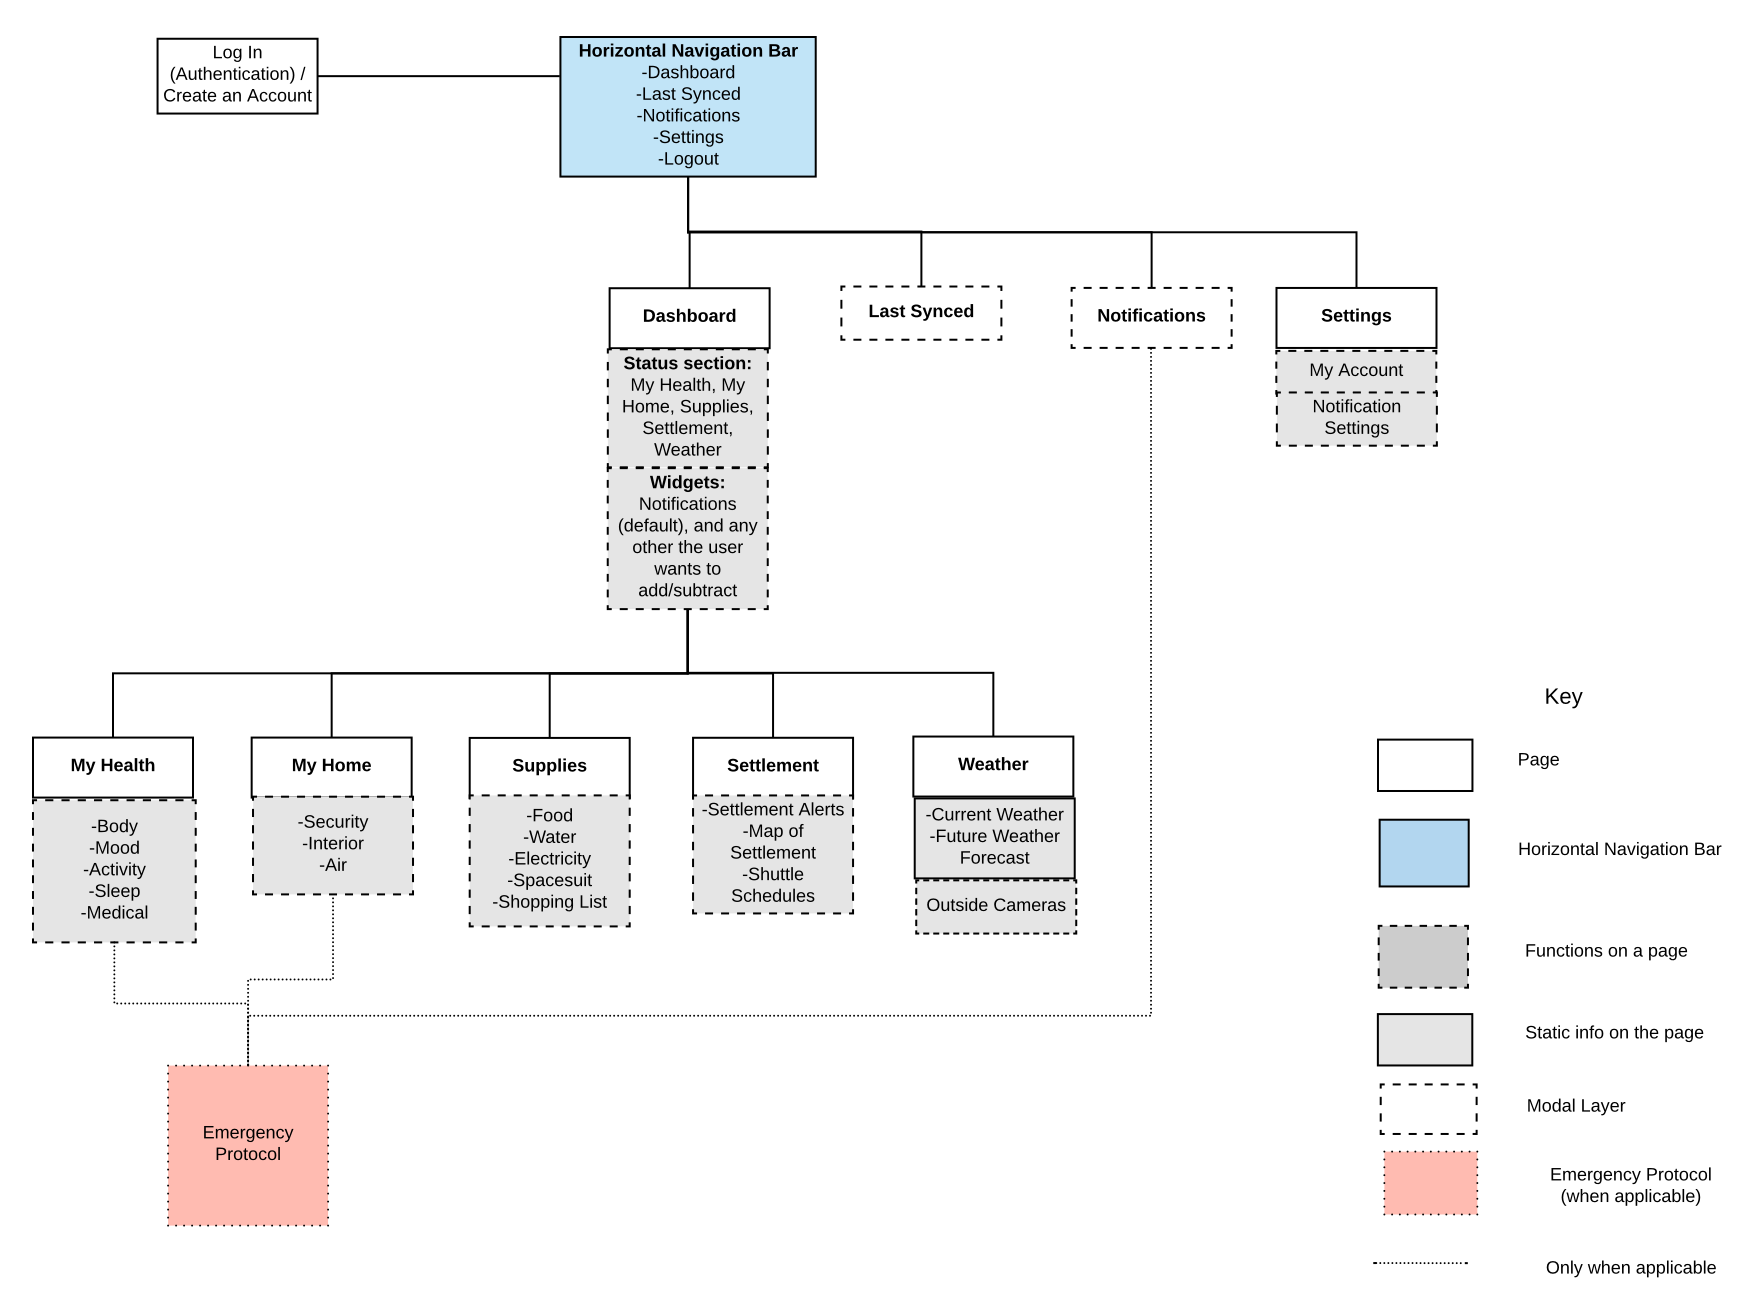 Log In
(Authentication) /
Create an Account
Horizontal Navigation Bar
-Dashboard
-Last Synced
-Notifications
-Settings
-Logout
Dashboard
Status section:
My Health, My
Home, Supplies,
Settlement,
Weather
Widgets:
Notifications
(default), and any
other the user
wants to
add/subtract
Last Synced
Notifications
Settings
My Account
Notification
Settings
My Health
-Body
-Mood
-Activity
-Sleep
-Medical
My Home
-Security
-Interior
-Air
Supplies
-Food
-Water
-Electricity
-Spacesuit
-Shopping List
Settlement
-Settlement Alerts
-Map of
Settlement
-Shuttle
Schedules
Weather
-Current Weather
-Future Weather
Forecast
Outside Cameras
Emergency
Protocol
Key
Page
Horizontal Navigation Bar
Functions on a page
Static info on the page
Modal Layer
Emergency Protocol
(when applicable)
Only when applicable